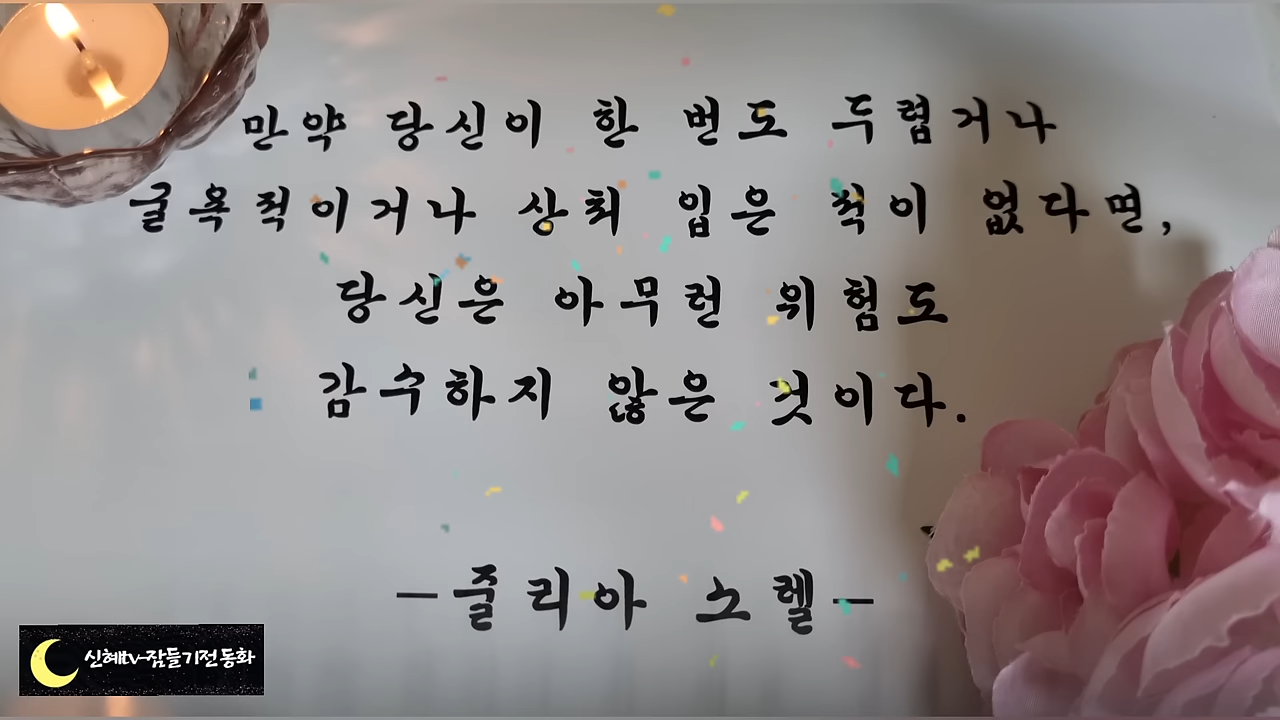 만약 당신이 한 번도 두렵거나
굴욕적이거나 상최 입은 적이 없다면,
당신은 아무런 위험도
감수하지 않은 것이다.
-줄리아 소렐-
신혜tv-잠들기전동화